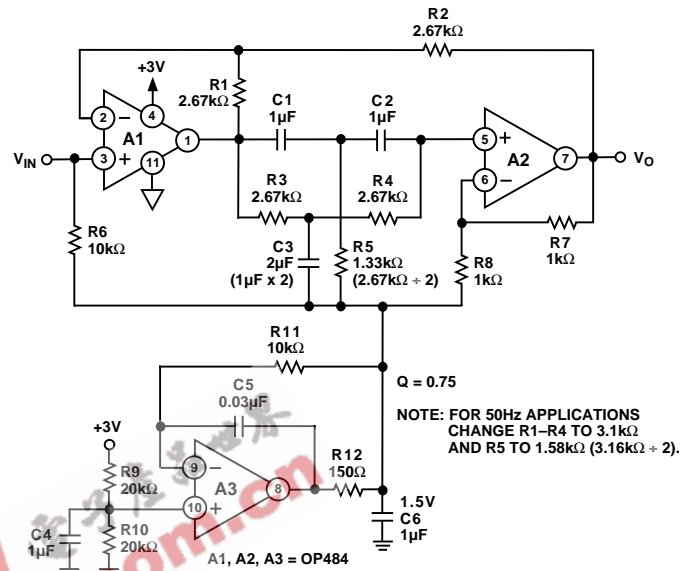 R2
2.67kΩ
+3V
R1
2.67kΩ
C1
1µF
C2
1µF
2
4
A1
1
3
11
V_IN
5
A2
7
6
V_O
R3
2.67kΩ
R4
2.67kΩ
R6
10kΩ
C3
2µF
(1µF x 2)
R5
1.33kΩ
(2.67kΩ ÷ 2)
R8
1kΩ
R7
1kΩ
R11
10kΩ
C5
0.03µF
Q = 0.75
NOTE: FOR 50Hz APPLICATIONS
CHANGE R1–R4 TO 3.1kΩ
AND R5 TO 1.58kΩ (3.16kΩ ÷ 2).
+3V
R9
20kΩ
9
A3
8
10
R12
150Ω
R10
20kΩ
C4
1µF
1.5V
C6
1µF
A1, A2, A3 = OP484
om.cn